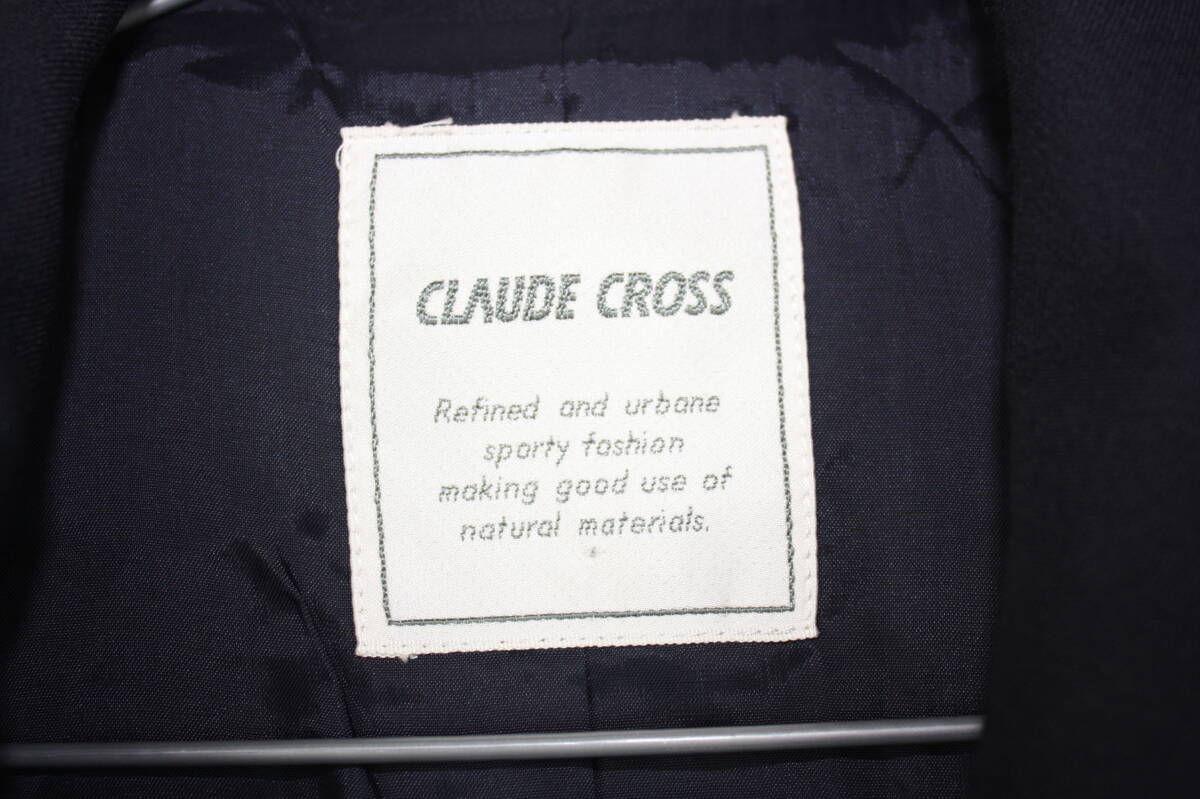 CLAUDE CROSS
Refined and urbane
sporty fashion
making good use of
natural materials.